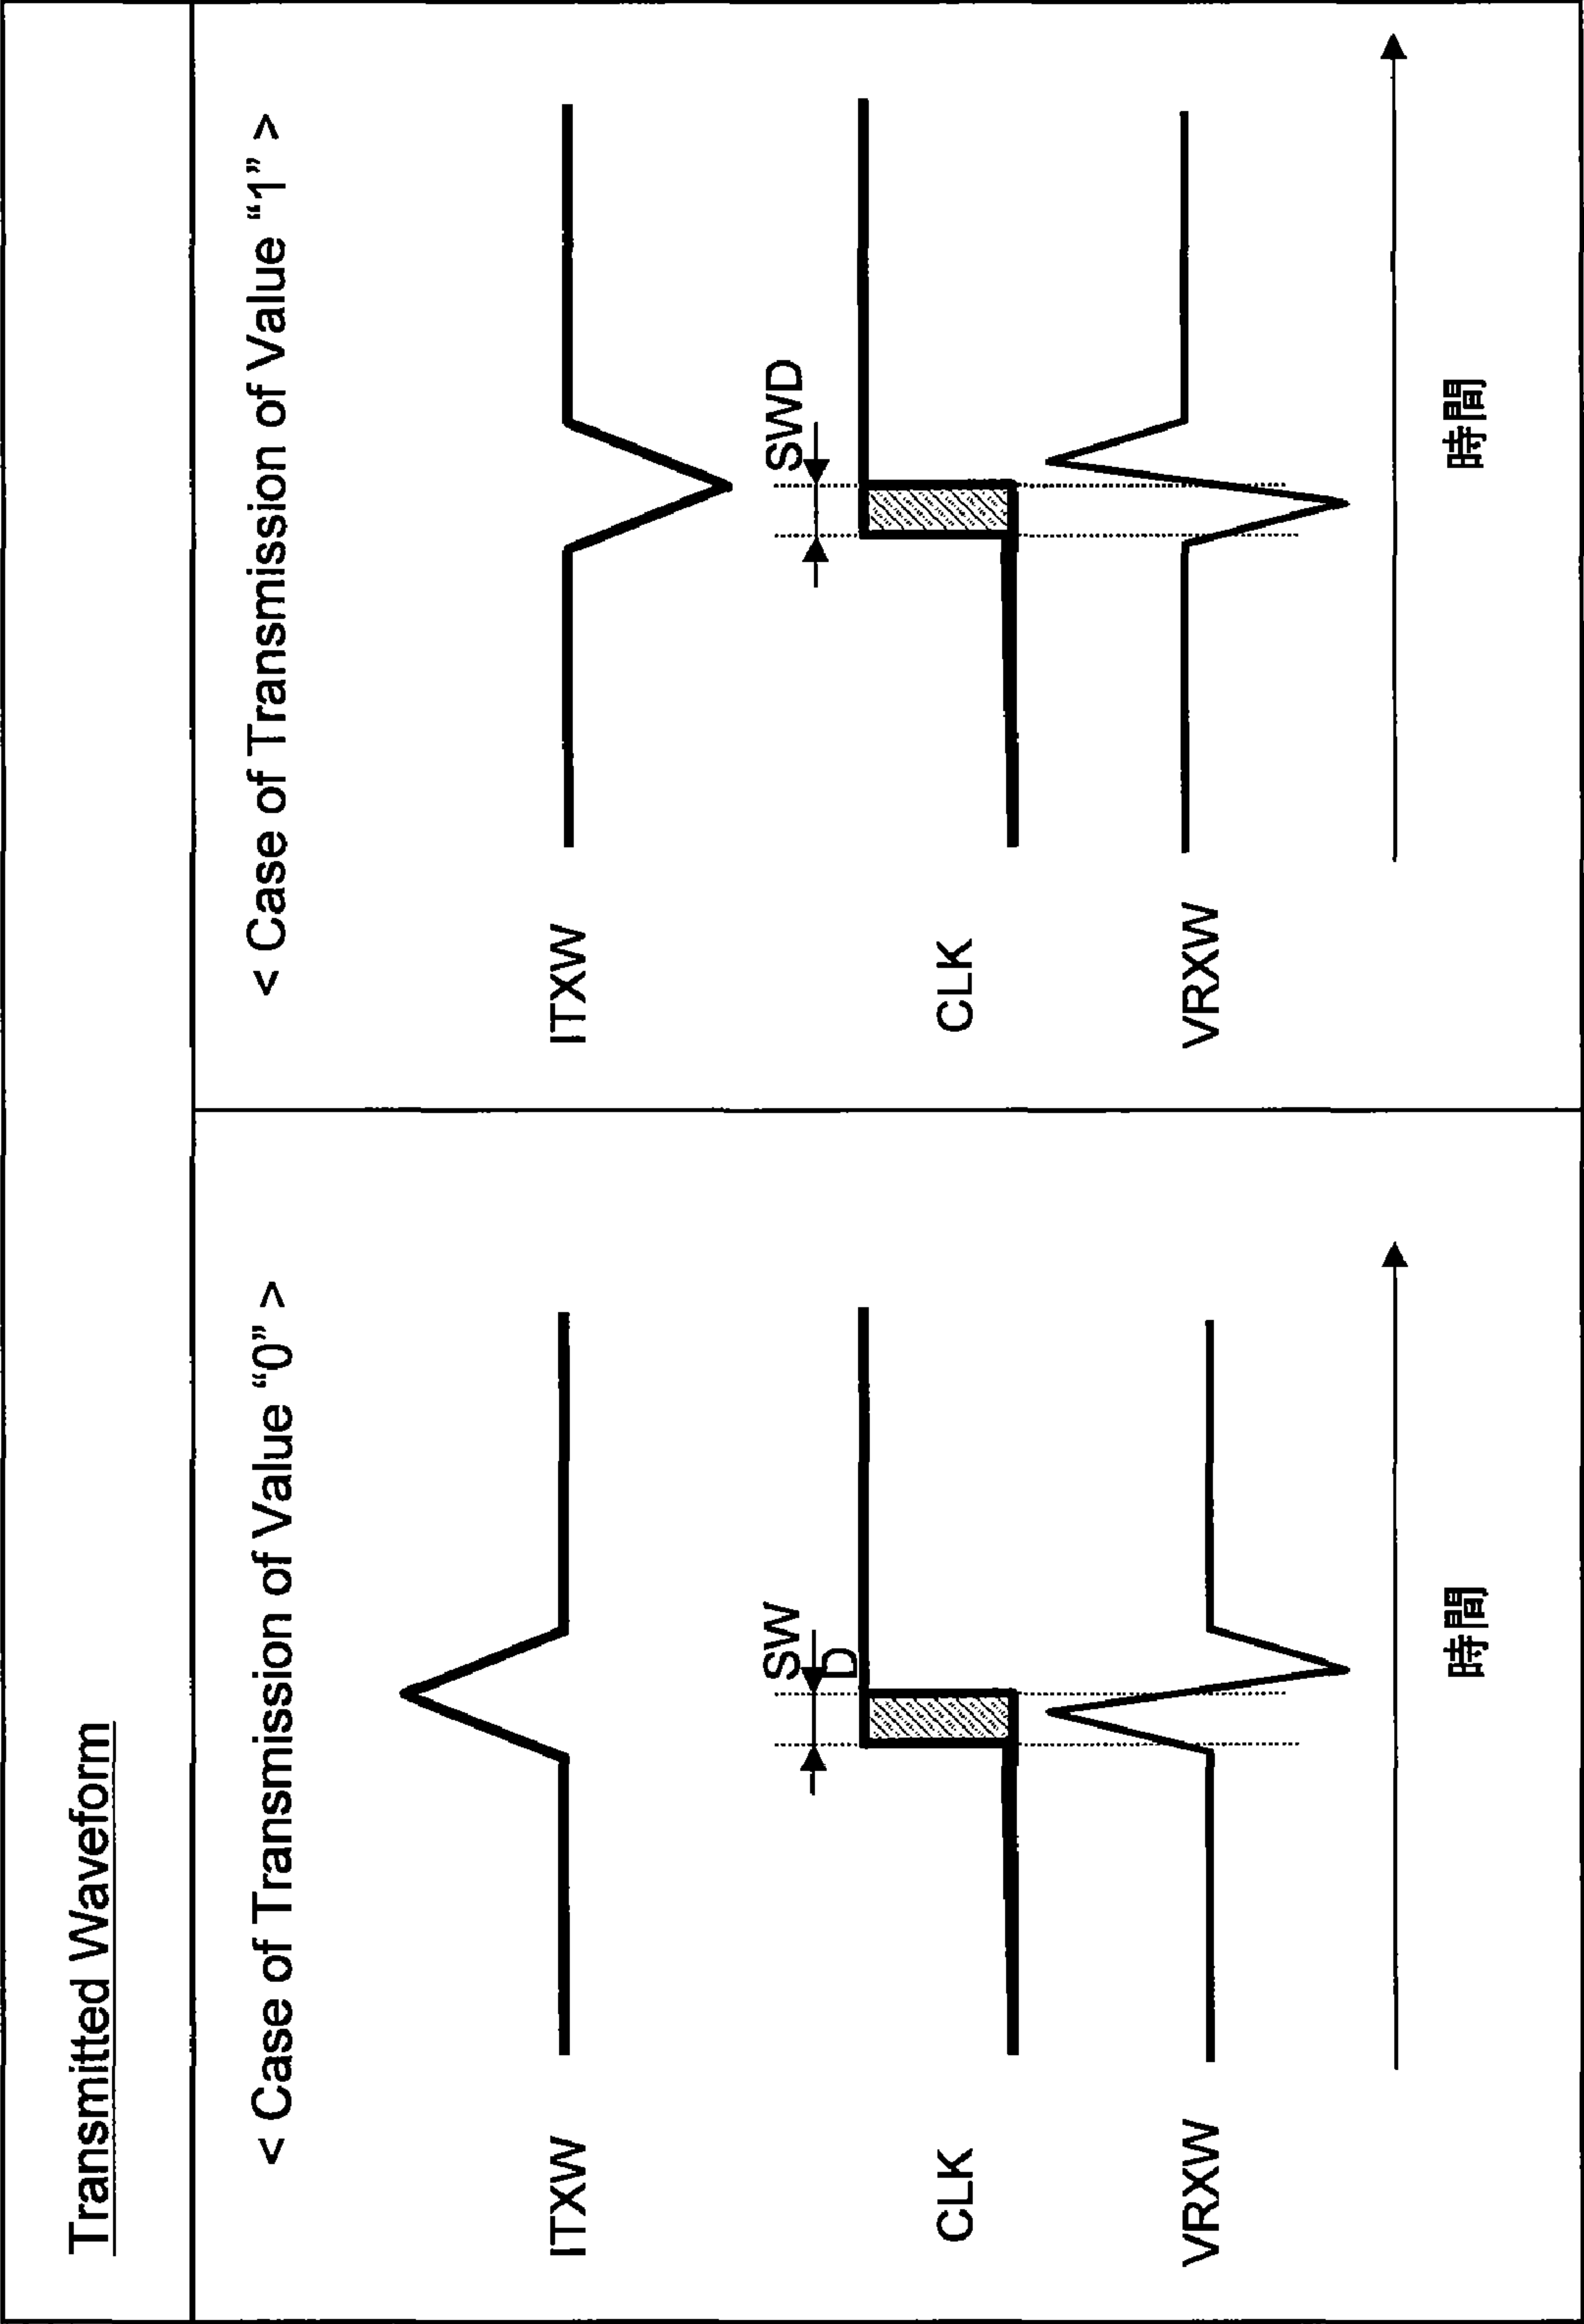 Transmitted Waveform
< Case of Transmission of Value “0” >
ITXW
SW
D
CLK
VRXW
時間
< Case of Transmission of Value “1” >
ITXW
SWD
CLK
VRXW
時間